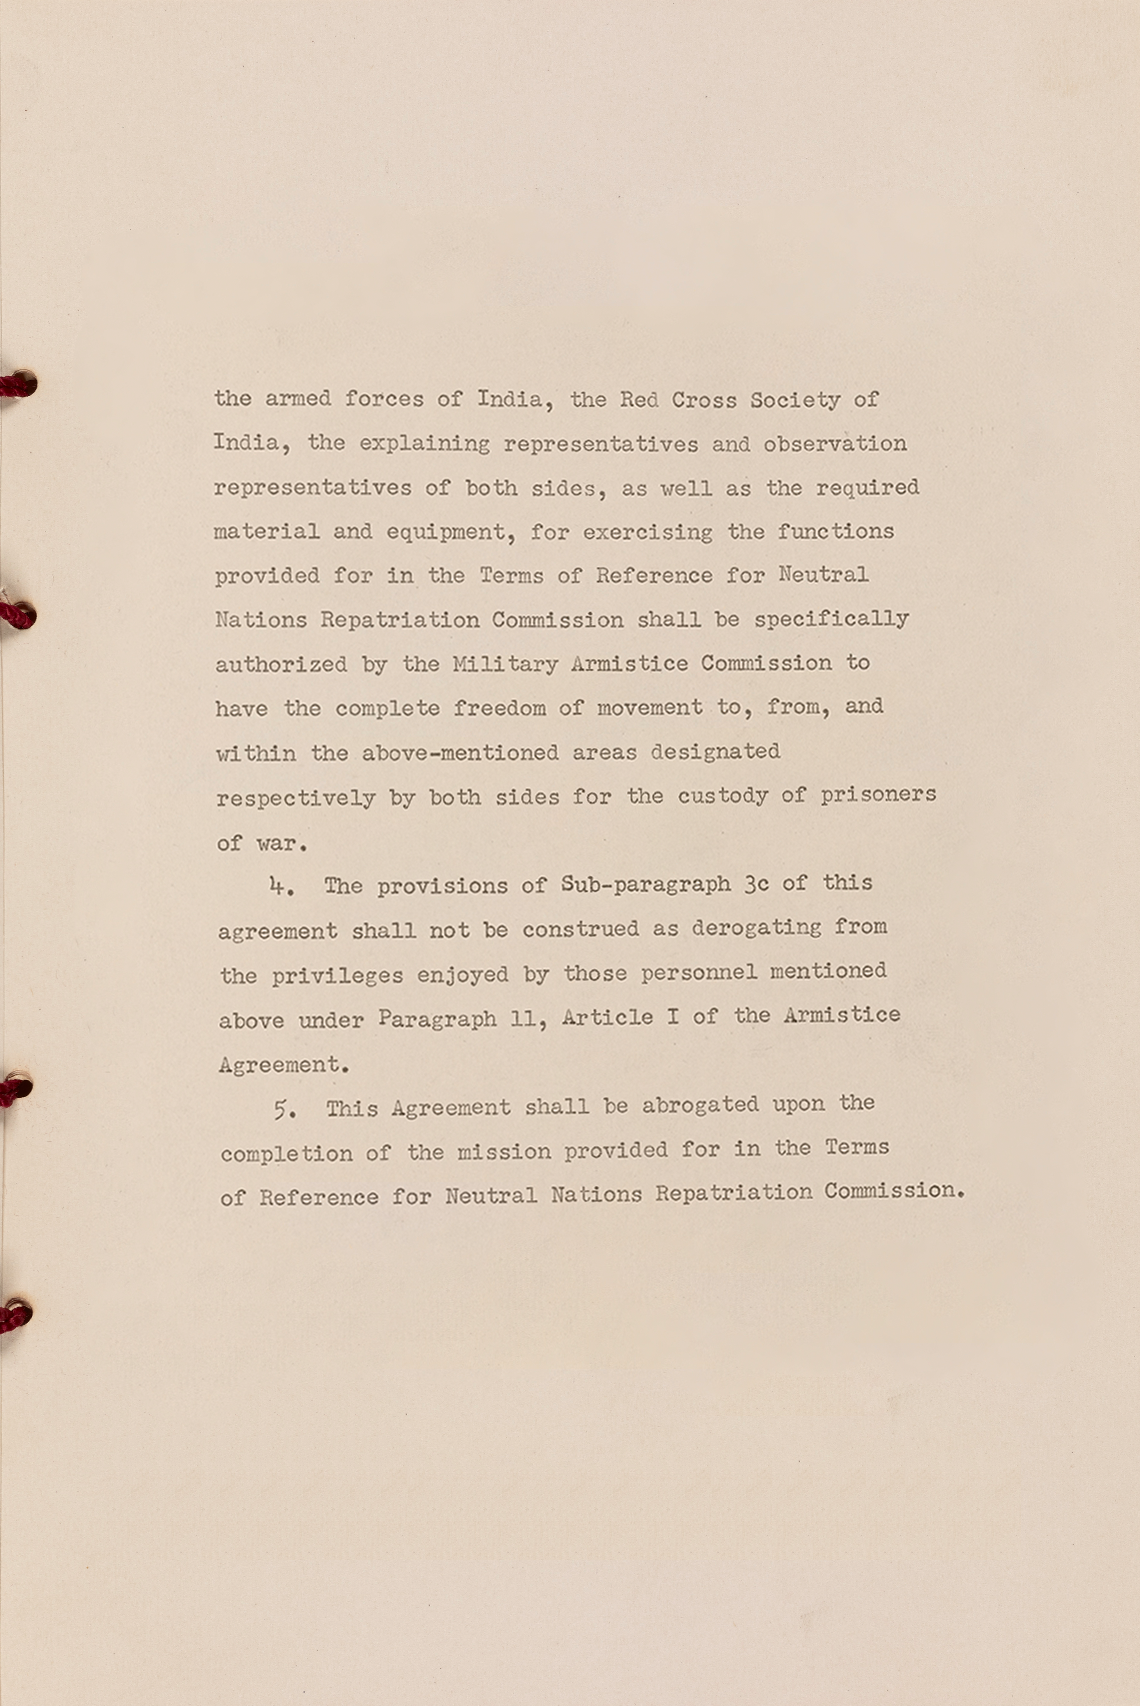 the armed forces of India, the Red Cross Society of
India, the explaining representatives and observation
representatives of both sides, as well as the required
material and equipment, for exercising the functions
provided for in the Terms of Reference for Neutral
Nations Repatriation Commission shall be specifically
authorized by the Military Armistice Commission to
have the complete freedom of movement to, from, and
within the above-mentioned areas designated
respectively by both sides for the custody of prisoners
of war.
4. The provisions of Sub-paragraph 3c of this
agreement shall not be construed as derogating from
the privileges enjoyed by those personnel mentioned
above under Paragraph 11, Article I of the Armistice
Agreement.
5. This Agreement shall be abrogated upon the
completion of the mission provided for in the Terms
of Reference for Neutral Nations Repatriation Commission.